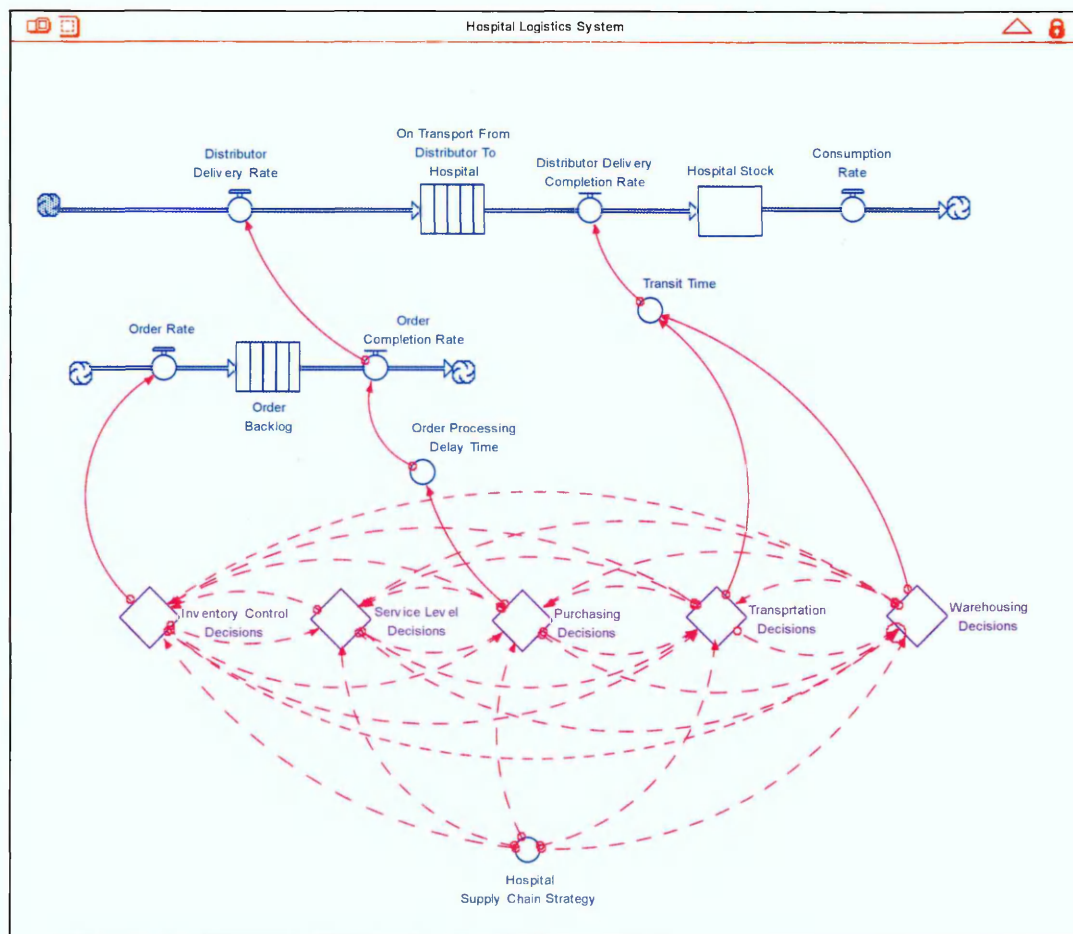 Hospital Logistics System
On Transport From
Distributor To
Hospital
Distributor
Delivery Rate
Distributor Delivery
Completion Rate
Hospital Stock
Consumption
Rate
Transit Time
Order Rate
Order
Completion Rate
Order
Backlog
Order Processing
Delay Time
Inventory Control
Decisions
Service Level
Decisions
Purchasing
Decisions
Transprtation
Decisions
Warehousing
Decisions
Hospital
Supply Chain Strategy